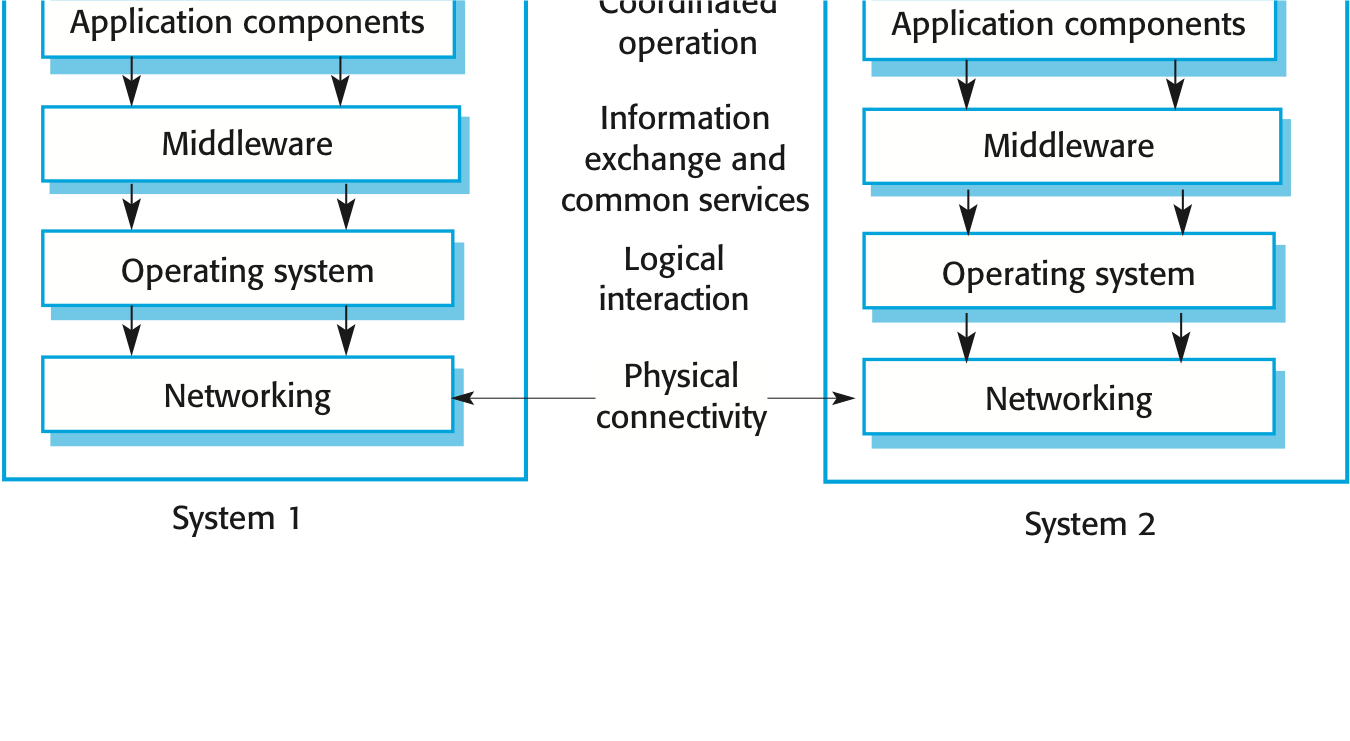 Application components
Middleware
Operating system
Networking
System 1
Coordinated
operation
Information
exchange and
common services
Logical
interaction
Physical
connectivity
Application components
Middleware
Operating system
Networking
System 2